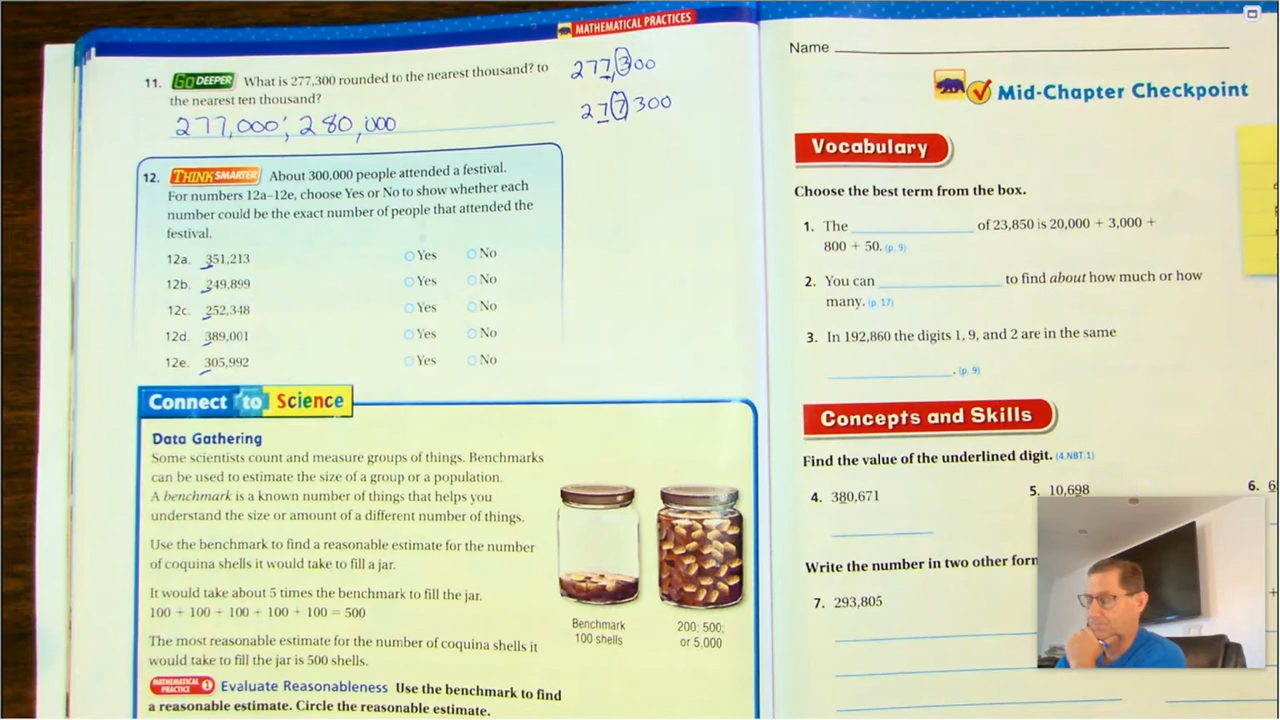 MATHEMATICAL PRACTICES
11. GO DEEPER What is 277,300 rounded to the nearest thousand? to
the nearest ten thousand?
277,000; 280,000
277,300
277300
12. THINK SMARTER About 300,000 people attended a festival.
For numbers 12a–12e, choose Yes or No to show whether each
number could be the exact number of people that attended the
festival.
12a. 351,213 Yes No
12b. 249,899 Yes No
12c. 252,348 Yes No
12d. 389,001 Yes No
12e. 305,992 Yes No
Connect to Science
Data Gathering
Some scientists count and measure groups of things. Benchmarks
can be used to estimate the size of a group or a population.
A benchmark is a known number of things that helps you
understand the size or amount of a different number of things.
Use the benchmark to find a reasonable estimate for the number
of coquina shells it would take to fill a jar.
It would take about 5 times the benchmark to fill the jar.
100 + 100 + 100 + 100 + 100 = 500
The most reasonable estimate for the number of coquina shells it
would take to fill the jar is 500 shells.
Benchmark
100 shells
200; 500;
or 5,000
MATHEMATICAL PRACTICE 1 Evaluate Reasonableness Use the benchmark to find
a reasonable estimate. Circle the reasonable estimate.
Name
Mid-Chapter Checkpoint
Vocabulary
Choose the best term from the box.
1. The ____ of 23,850 is 20,000 + 3,000 +
800 + 50. (p. 9)
2. You can ____ to find about how much or how
many. (p. 17)
3. In 192,860 the digits 1, 9, and 2 are in the same
____. (p. 9)
Concepts and Skills
Find the value of the underlined digit. (4.NBT.1)
4. 380,671
5. 10,698
6. 6
Write the number in two other form
7. 293,805